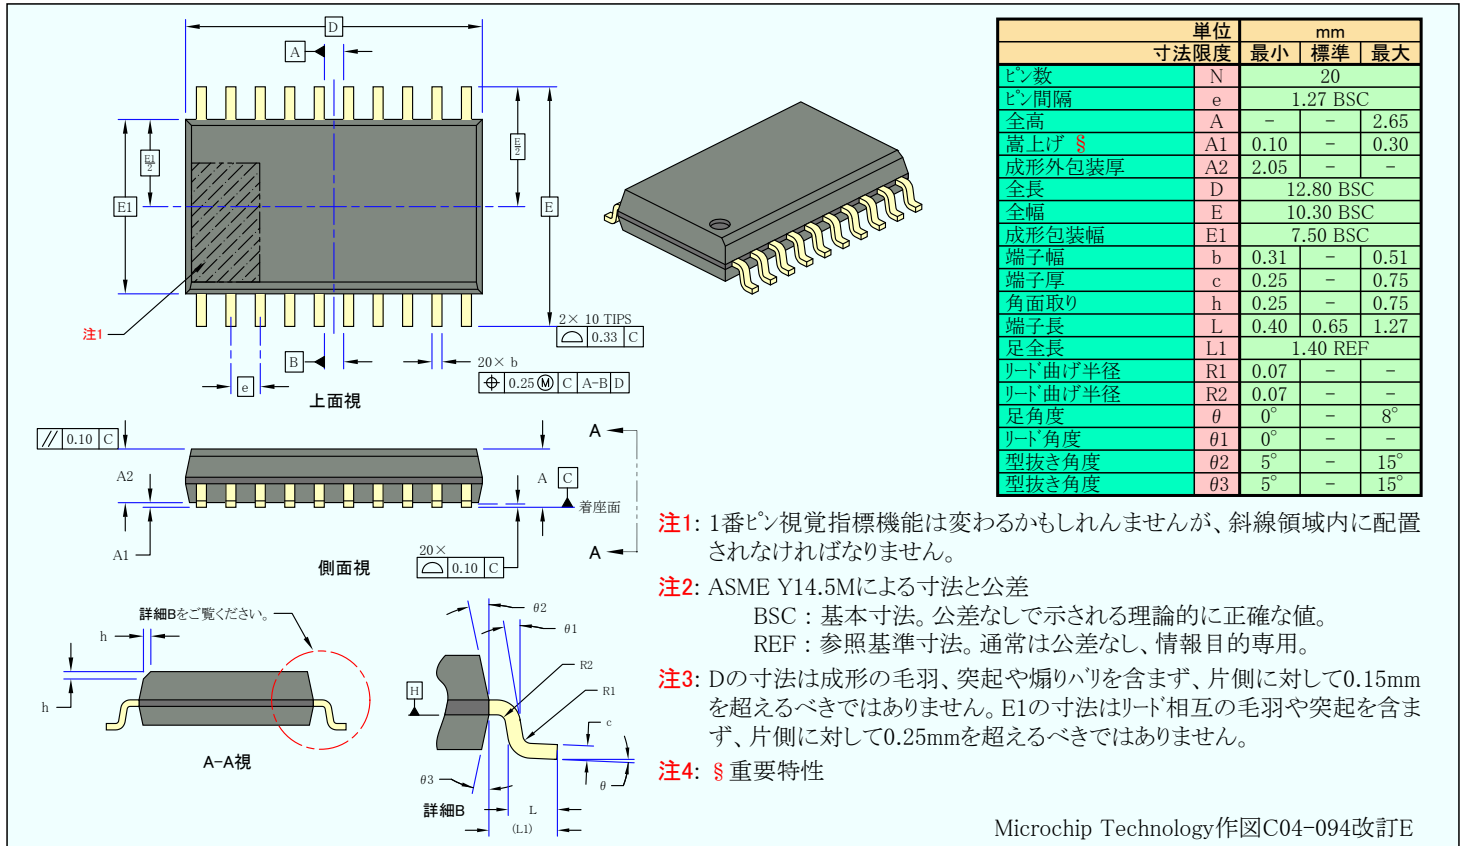 D
A
E1/2
E/2
E1
E
注1
B
e
2× 10 TIPS
0.33 C
20× b
0.25 Ⓜ C A-B D
上面視
// 0.10 C
A2
A1
A
C
着座面
A
A
20×
0.10 C
側面視
詳細Bをご覧ください。
h
h
A-A視
θ2
θ1
R2
R1
H
c
θ3
θ
L
(L1)
詳細B
単位 mm
寸法限度 最小 標準 最大
ﾋﾟﾝ数 N 20
ﾋﾟﾝ間隔 e 1.27 BSC
全高 A - - 2.65
嵩上げ § A1 0.10 - 0.30
成形外包装厚 A2 2.05 - -
全長 D 12.80 BSC
全幅 E 10.30 BSC
成形包装幅 E1 7.50 BSC
端子幅 b 0.31 - 0.51
端子厚 c 0.25 - 0.75
角面取り h 0.25 - 0.75
端子長 L 0.40 0.65 1.27
足全長 L1 1.40 REF
ﾘｰﾄﾞ曲げ半径 R1 0.07 - -
ﾘｰﾄﾞ曲げ半径 R2 0.07 - -
足角度 θ 0° - 8°
ﾘｰﾄﾞ角度 θ1 0° - -
型抜き角度 θ2 5° - 15°
型抜き角度 θ3 5° - 15°
注1: 1番ﾋﾟﾝ視覚指標機能は変わるかもしれんませんが、斜線領域内に配置
されなければなりません。
注2: ASME Y14.5Mによる寸法と公差
BSC : 基本寸法。公差なしで示される理論的に正確な値。
REF : 参照基準寸法。通常は公差なし、情報目的専用。
注3: Dの寸法は成形の毛羽、突起や煽りﾊﾞﾘを含まず、片側に対して0.15mm
を超えるべきではありません。E1の寸法はﾘｰﾄﾞ相互の毛羽や突起を含ま
ず、片側に対して0.25mmを超えるべきではありません。
注4: §重要特性
Microchip Technology作図C04-094改訂E